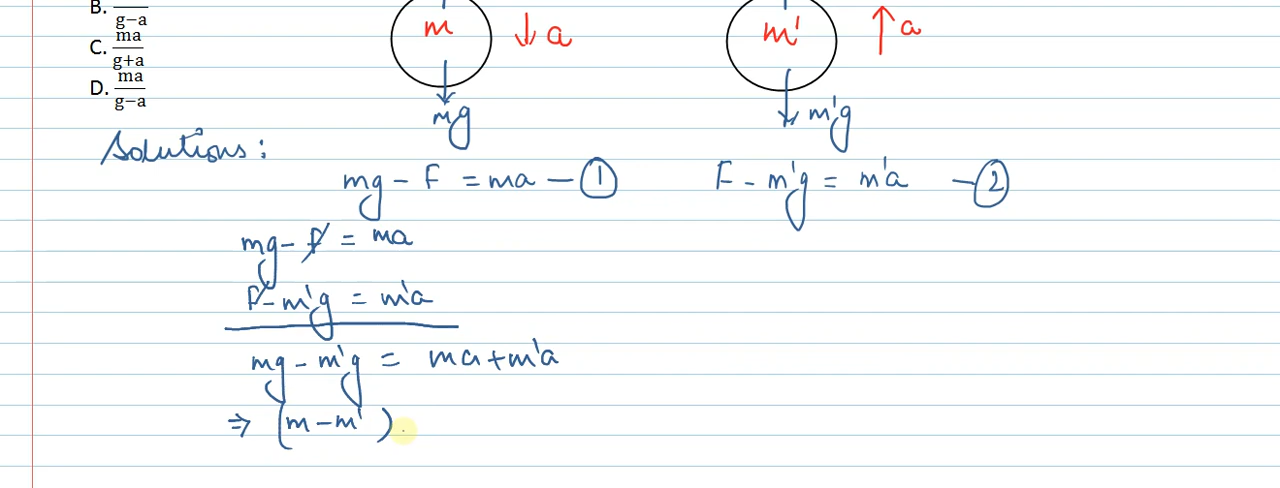 B. g−a
m ↓ a
m' ↑ a
C. ma/g+a
D. ma/g−a
mg
m'g
Solutions:
mg − F = ma — ①
F − m'g = m'a — ②
mg − F = ma
F − m'g = m'a
mg − m'g = ma + m'a
⇒ (m − m')